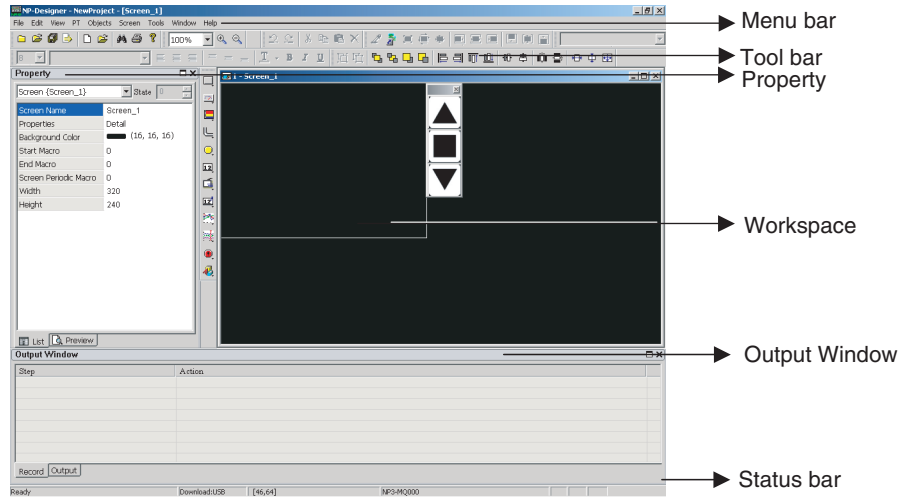 NP-Designer - NewProject - [Screen_1]
File Edit View PT Objects Screen Tools Window Help
Menu bar
100%
Tool bar
8
Property
1 - Screen_1
Property
Screen {Screen_1} State 0
Screen Name Screen_1
Properties Detail
Background Color (16, 16, 16)
Start Macro 0
End Macro 0
Screen Periodic Macro 0
Width 320
Height 240
Workspace
List Preview
Output Window
Output Window
Step Action
Record Output
Status bar
Ready Download:USB [46,64] NP3-MQ000